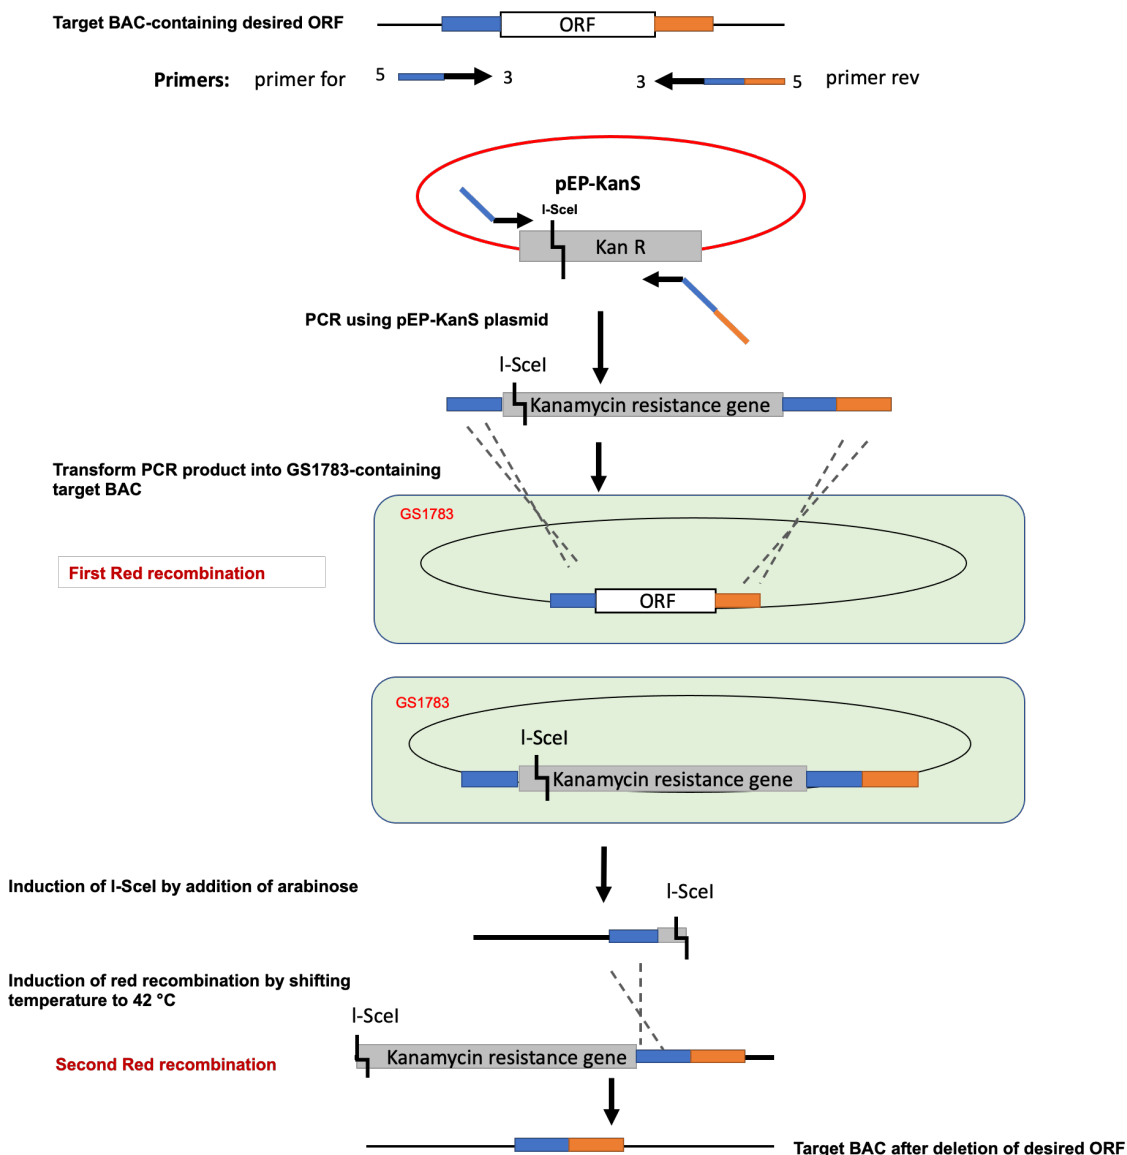 Target BAC-containing desired ORF
ORF
Primers: primer for 5 3 3 5 primer rev
pEP-KanS
I-SceI
Kan R
PCR using pEP-KanS plasmid
I-SceI
Kanamycin resistance gene
Transform PCR product into GS1783-containing
target BAC
GS1783
First Red recombination
ORF
GS1783
I-SceI
Kanamycin resistance gene
Induction of I-SceI by addition of arabinose
I-SceI
Induction of red recombination by shifting
temperature to 42 °C
I-SceI
Kanamycin resistance gene
Second Red recombination
Target BAC after deletion of desired ORF